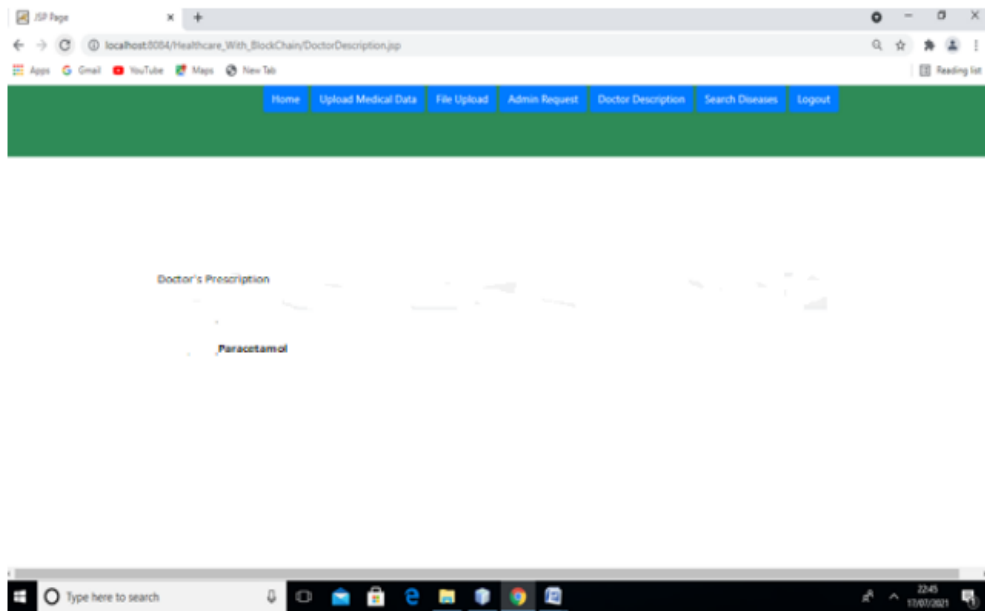 JSP Page
localhost:8084/Healthcare_With_BlockChain/DoctorDescription.jsp
Apps Gmail YouTube Maps New Tab Reading list
Home Upload Medical Data File Upload Admin Request Doctor Description Search Diseases Logout
Doctor's Prescription
Paracetamol
Type here to search
22:45
17/07/2021